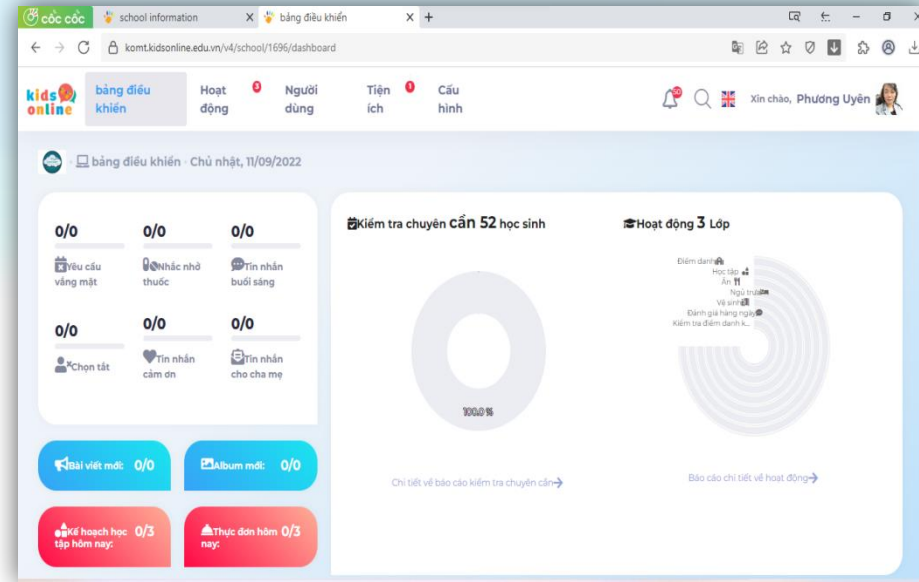 cốc cốc
school information
bảng điều khiển
komt.kidsonline.edu.vn/v4/school/1696/dashboard
kids online
bảng điều khiển
Hoạt động 3
Người dùng
Tiện ích 1
Cấu hình
50
Xin chào, Phương Uyên
bảng điều khiển · Chủ nhật, 11/09/2022
0/0
Yêu cầu
vắng mặt
0/0
Nhắc nhở
thuốc
0/0
Tin nhắn
buổi sáng
0/0
Chọn tất
0/0
Tin nhắn
cảm ơn
0/0
Tin nhắn
cho cha mẹ
Bài viết mới: 0/0
Album mới: 0/0
Kế hoạch học 0/3
tập hôm nay:
Thực đơn hôm 0/3
nay:
Kiểm tra chuyên cần 52 học sinh
100.0 %
Chi tiết về báo cáo kiểm tra chuyên cần
Hoạt động 3 Lớp
Điểm danh
Học tập
Ăn
Ngủ trưa
Vệ sinh
Đánh giá hàng ngày
Kiểm tra điểm danh k...
Báo cáo chi tiết về hoạt động